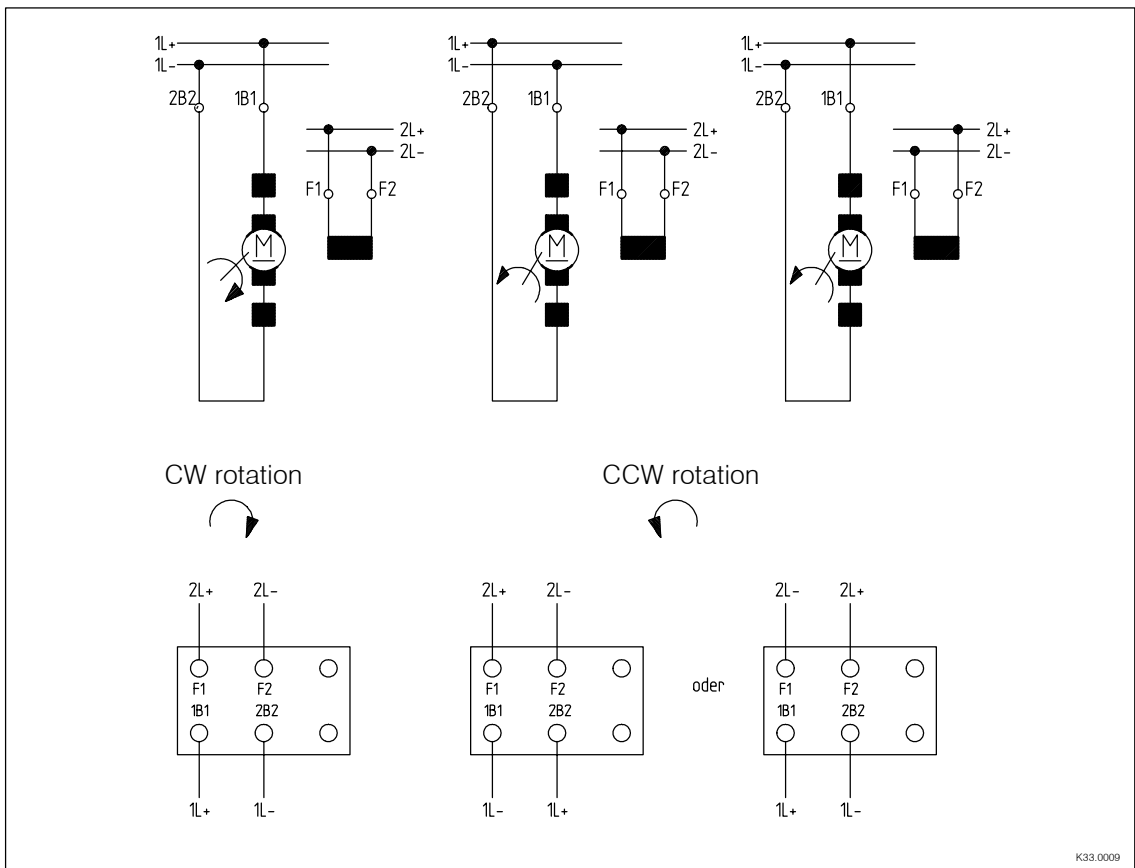 1L+ 1L+ 1L+
1L- 1L- 1L-
2B2 1B1 2B2 1B1 2B2 1B1
2L+ 2L+ 2L+
2L- 2L- 2L-
F1 F2 F1 F2 F1 F2
M M M
CW rotation CCW rotation
2L+ 2L- 2L+ 2L- 2L- 2L+
F1 F2 F1 F2 oder F1 F2
1B1 2B2 1B1 2B2 1B1 2B2
1L+ 1L- 1L- 1L+ 1L+ 1L-
K33.0009